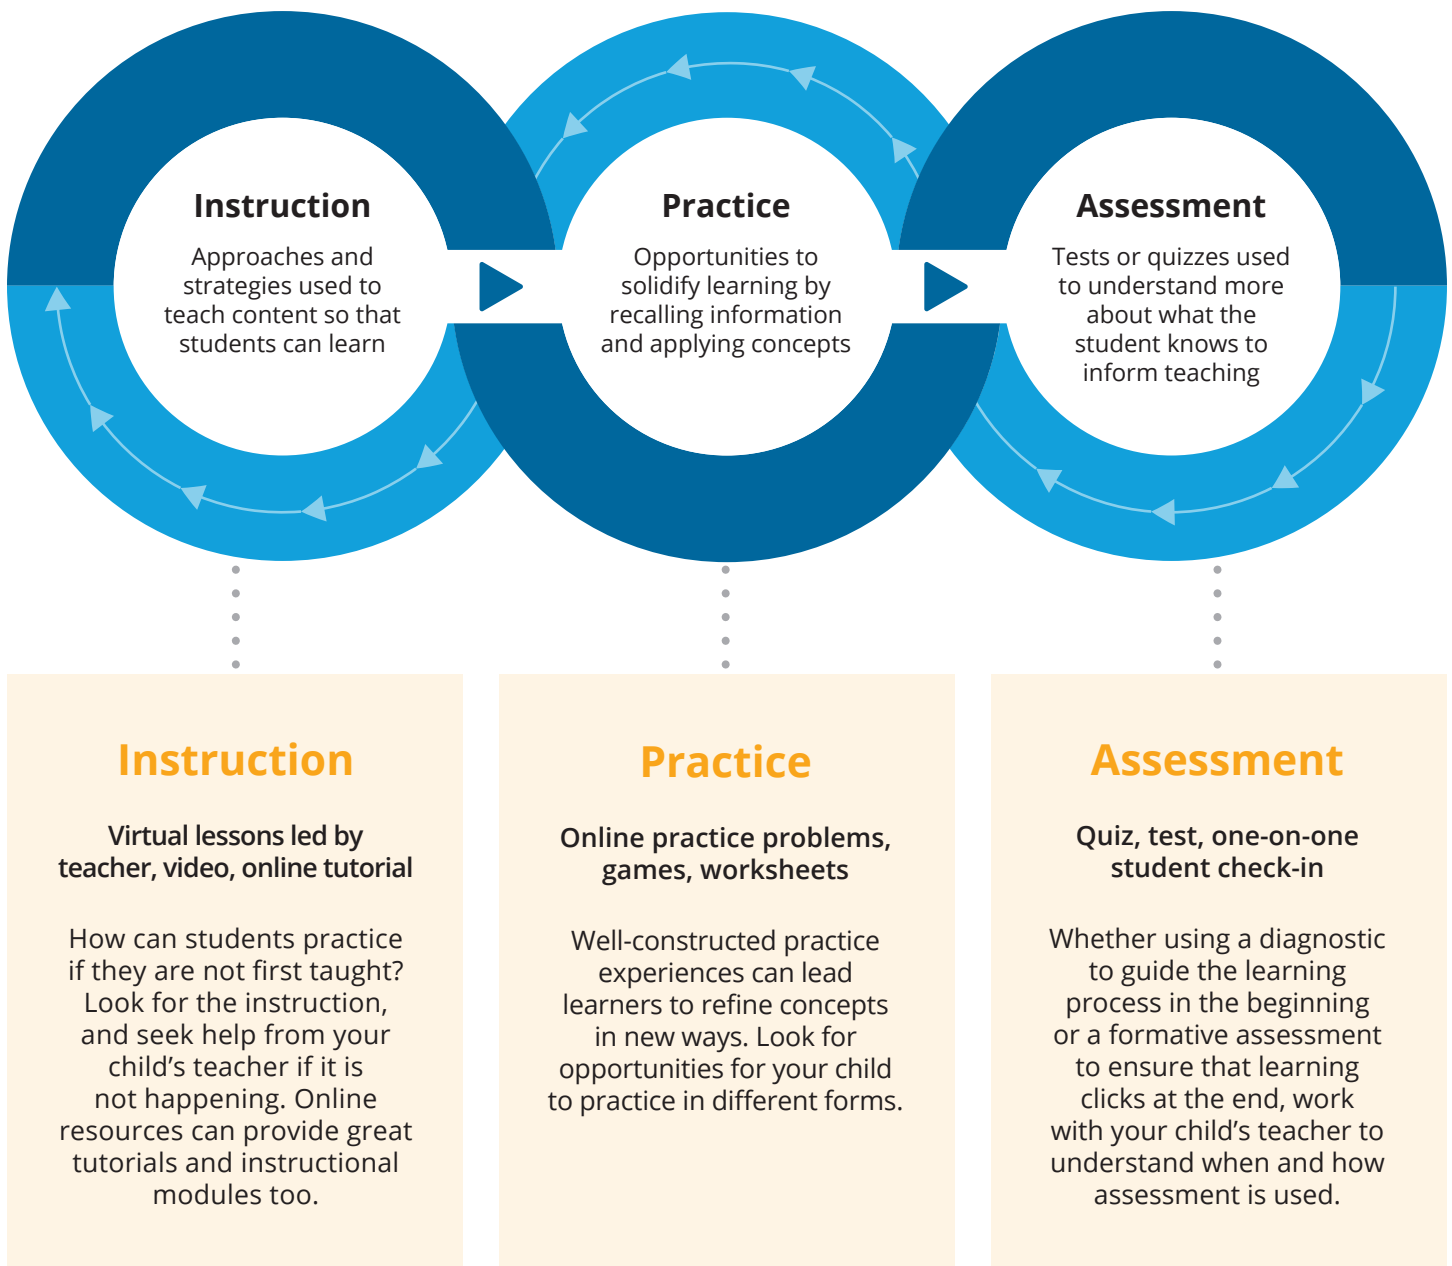 Instruction
Approaches and
strategies used to
teach content so that
students can learn
Practice
Opportunities to
solidify learning by
recalling information
and applying concepts
Assessment
Tests or quizzes used
to understand more
about what the
student knows to
inform teaching
Instruction
Virtual lessons led by
teacher, video, online tutorial
How can students practice
if they are not first taught?
Look for the instruction,
and seek help from your
child’s teacher if it is
not happening. Online
resources can provide great
tutorials and instructional
modules too.
Practice
Online practice problems,
games, worksheets
Well-constructed practice
experiences can lead
learners to refine concepts
in new ways. Look for
opportunities for your child
to practice in different forms.
Assessment
Quiz, test, one-on-one
student check-in
Whether using a diagnostic
to guide the learning
process in the beginning
or a formative assessment
to ensure that learning
clicks at the end, work
with your child’s teacher to
understand when and how
assessment is used.